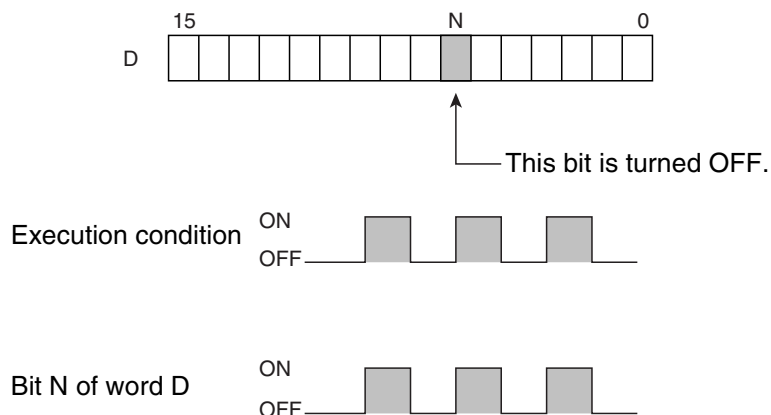 15 N 0
D
This bit is turned OFF.
ON
Execution condition
OFF
ON
Bit N of word D
OFF